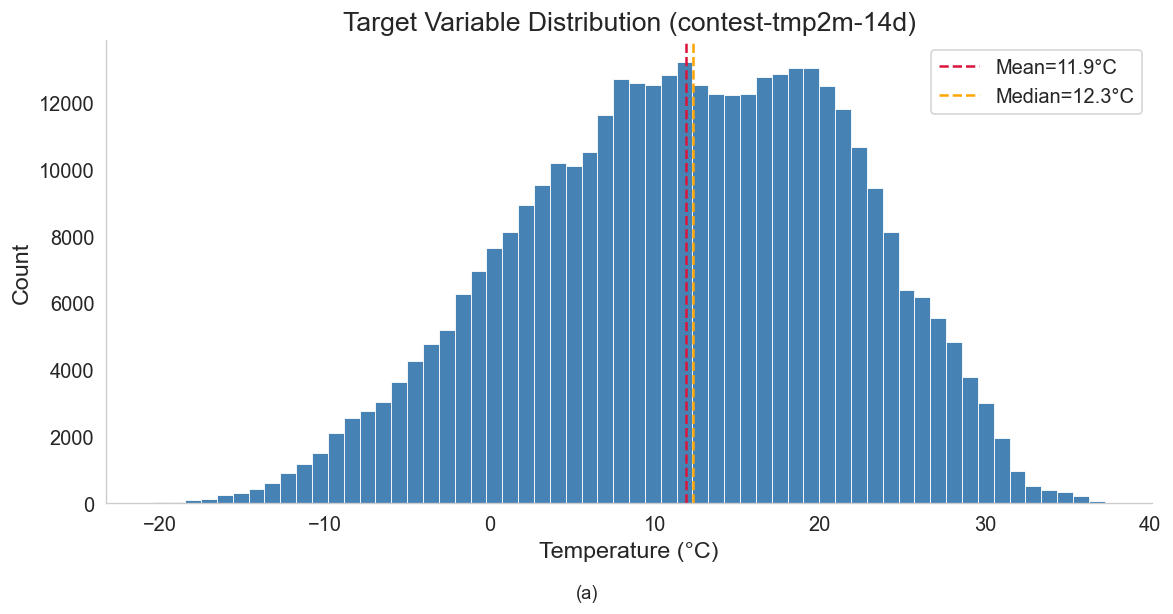 Target Variable Distribution (contest-tmp2m-14d)
Mean=11.9°C
Median=12.3°C
Count
12000
10000
8000
6000
4000
2000
0
−20
−10
0
10
20
30
40
Temperature (°C)
(a)